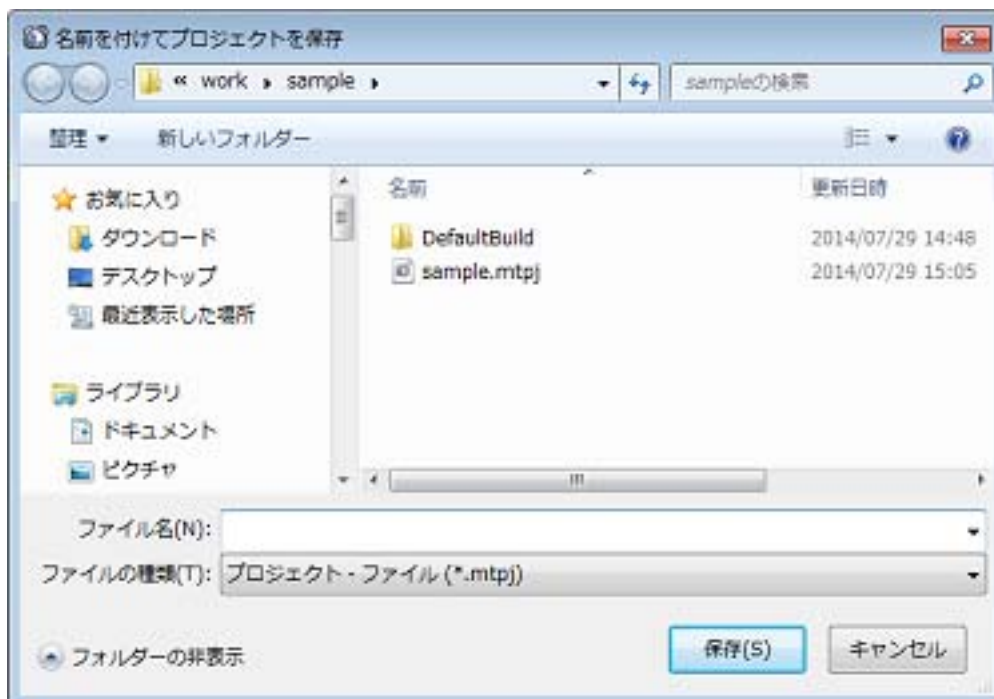 名前を付けてプロジェクトを保存
« work ▸ sample ▸
sampleの検索
整理 ▼ 新しいフォルダー
お気に入り
ダウンロード
デスクトップ
最近表示した場所
ライブラリ
ドキュメント
ピクチャ
名前 更新日時
DefaultBuild 2014/07/29 14:48
sample.mtpj 2014/07/29 15:05
ファイル名(N):
ファイルの種類(T): プロジェクト・ファイル (*.mtpj)
フォルダーの非表示 保存(S) キャンセル